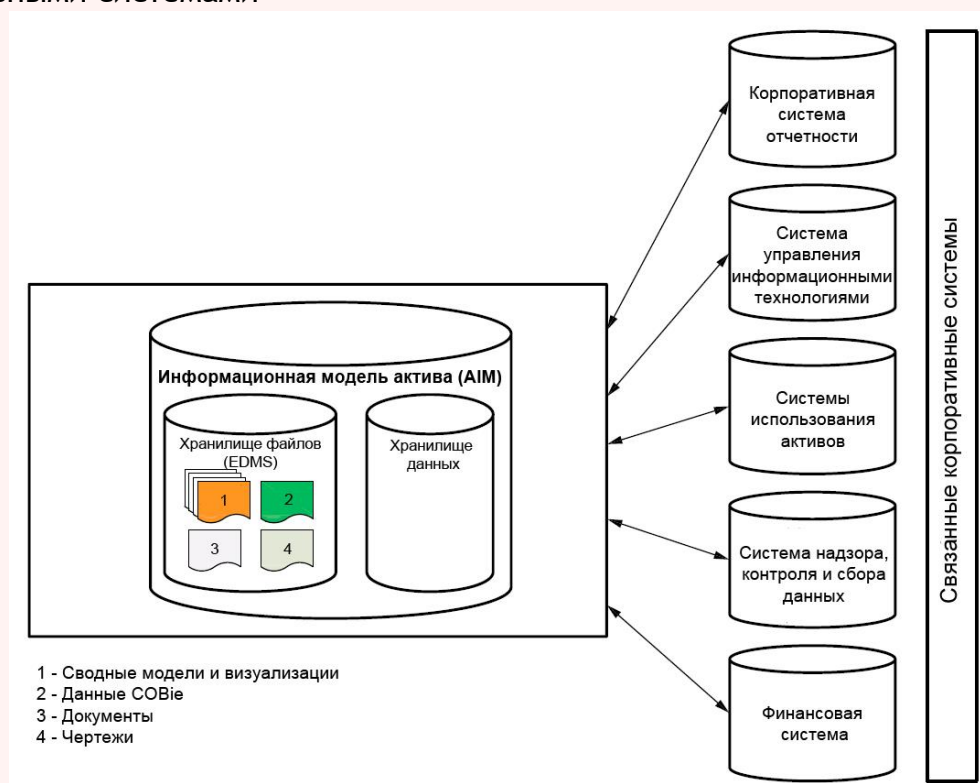 Корпоративная
система
отчетности
Система
управления
информационными
технологиями
Информационная модель актива (AIM)
Хранилище файлов
(EDMS)
1
2
3
4
Хранилище
данных
Системы
использования
активов
Система надзора,
контроля и сбора
данных
Финансовая
система
Связанные корпоративные системы
1 - Сводные модели и визуализации
2 - Данные COBie
3 - Документы
4 - Чертежи